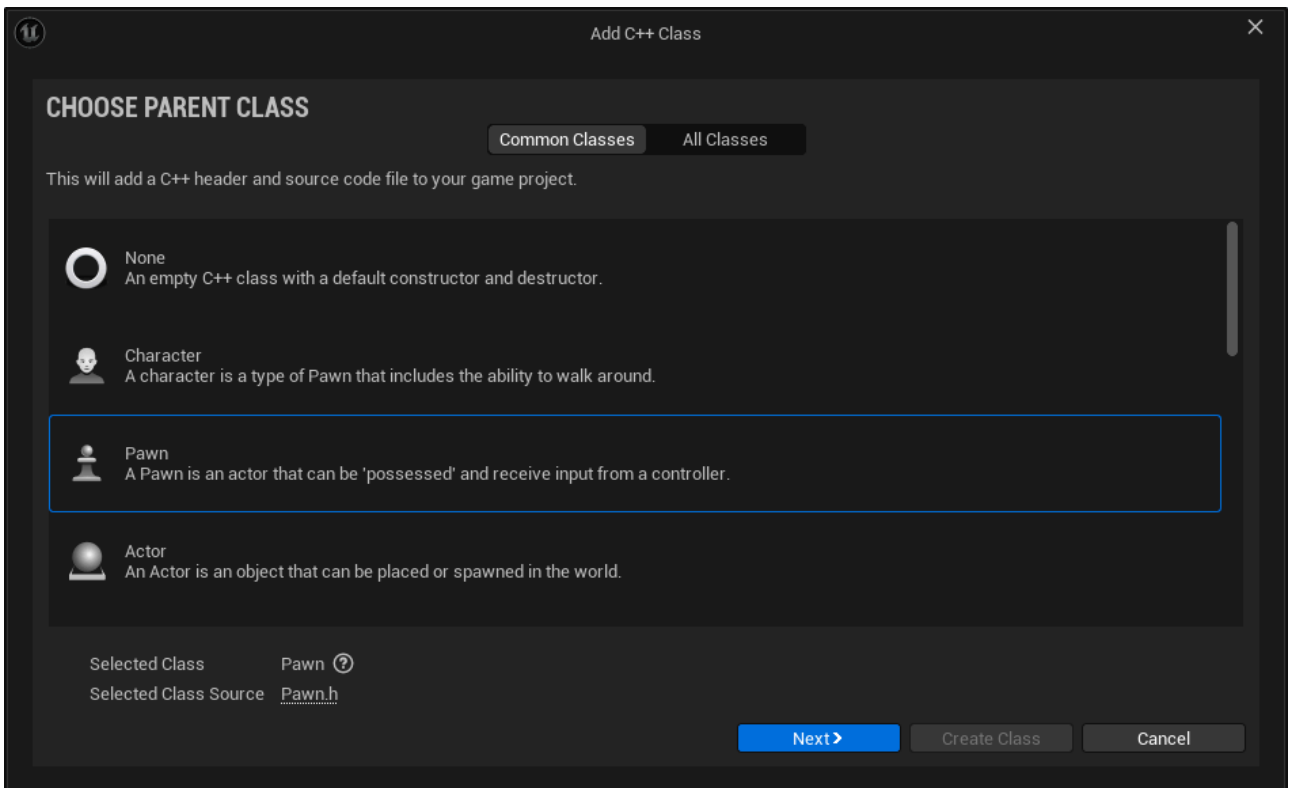 Add C++ Class
CHOOSE PARENT CLASS
Common Classes All Classes
This will add a C++ header and source code file to your game project.
None
An empty C++ class with a default constructor and destructor.
Character
A character is a type of Pawn that includes the ability to walk around.
Pawn
A Pawn is an actor that can be 'possessed' and receive input from a controller.
Actor
An Actor is an object that can be placed or spawned in the world.
Selected Class Pawn ?
Selected Class Source Pawn.h
Next Create Class Cancel